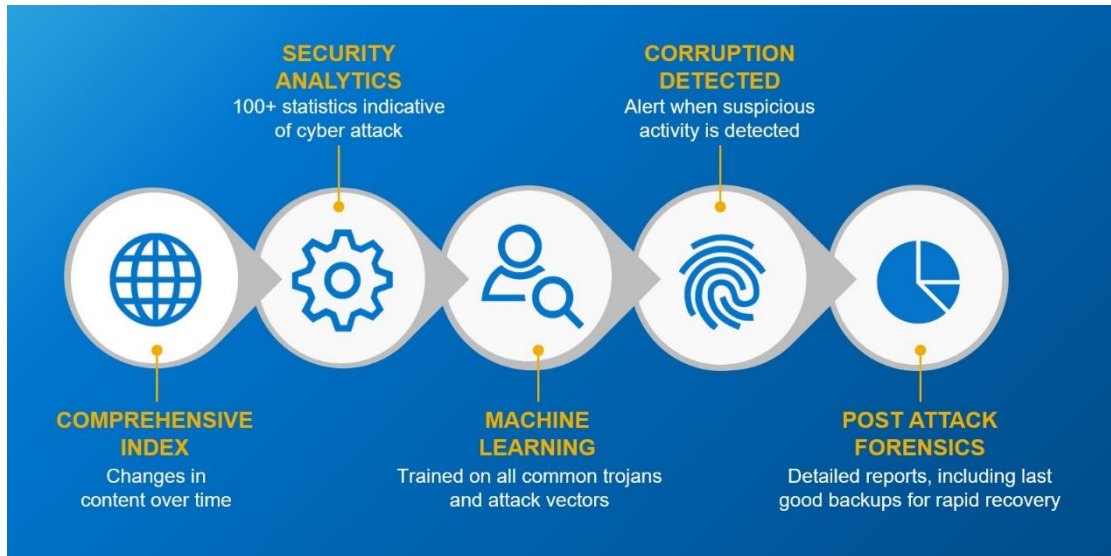 COMPREHENSIVE
INDEX
Changes in
content over time
SECURITY
ANALYTICS
100+ statistics indicative
of cyber attack
MACHINE
LEARNING
Trained on all common trojans
and attack vectors
CORRUPTION
DETECTED
Alert when suspicious
activity is detected
POST ATTACK
FORENSICS
Detailed reports, including last
good backups for rapid recovery